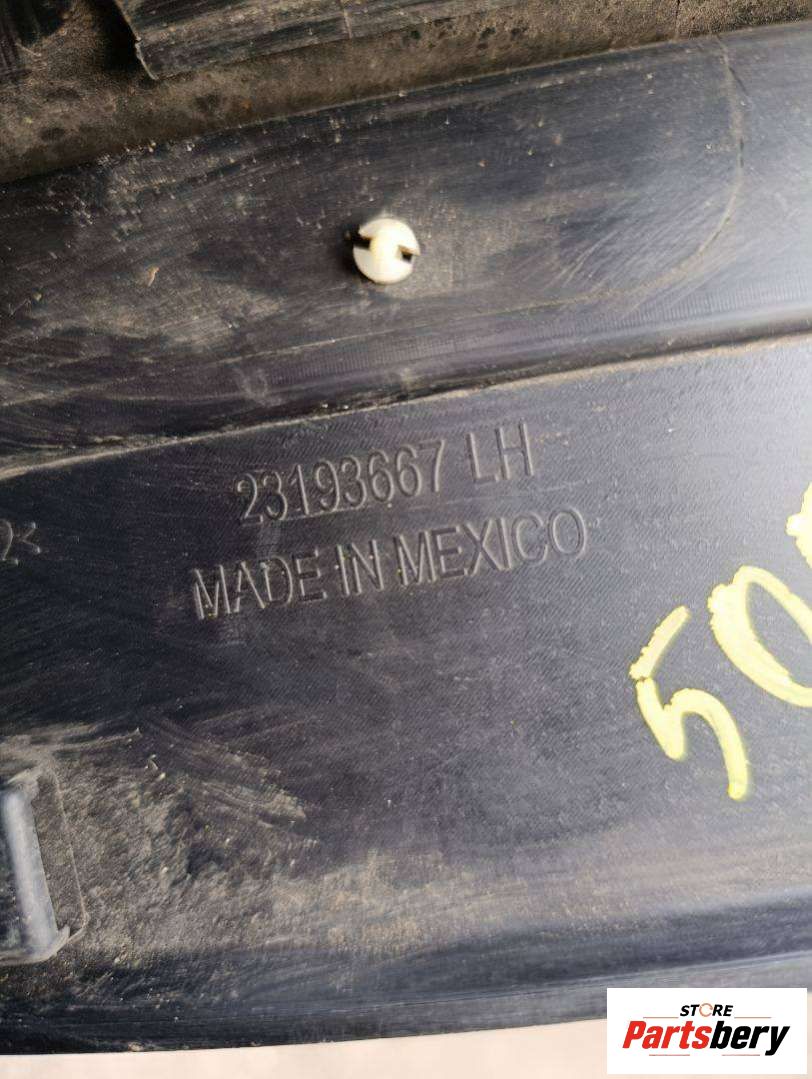 23193667 LH
MADE IN MEXICO
STORE
Partsbery